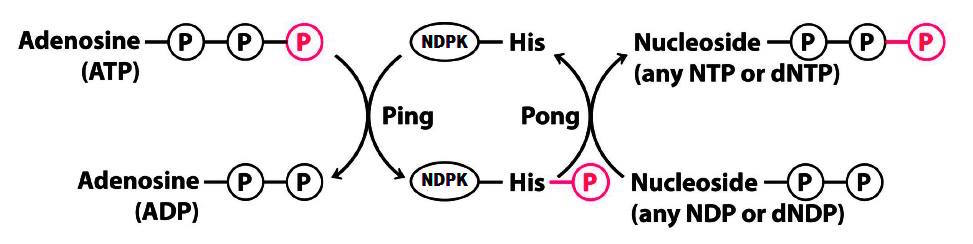 Adenosine—P—P—P
(ATP)
NDPK—His
Nucleoside—P—P—P
(any NTP or dNTP)
Ping
Pong
Adenosine—P—P
(ADP)
NDPK—His—P
Nucleoside—P—P
(any NDP or dNDP)